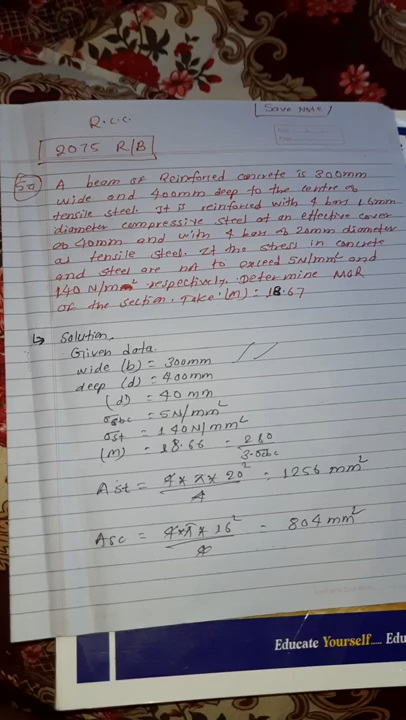 Save Note
R.C.C.
2075 R/B
5a) A beam of Reinforced concrete is 300mm
wide and 400mm deep to the centre of
tensile steel. It is reinforced with 4 bars 16mm
diameter compressive steel at an effective cover
of 40mm and with 4 bars of 20mm diameter
as tensile steel. If the stress in concrete
and steel are not to exceed 5N/mm² and
140 N/mm² respectively. Determine MOR
of the section. Take (m) = 18.67
↳ Solution,
Given data.
wide (b) = 300mm
deep (d) = 400mm
(d') = 40 mm
σcbc = 5N/mm²
σst = 140N/mm²
(m) = 18.66 = 280/3.σcbc
Ast = 4 * π * 20²/4 = 1256 mm²
Asc = 4*π * 16²/4 = 804 mm²
Educate Yourself..... Edu